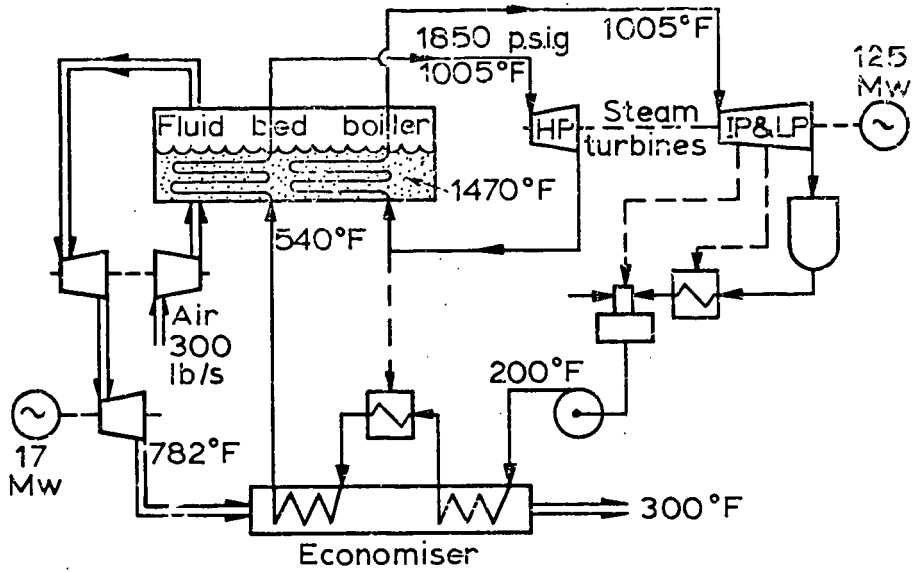 1850 p.s.ig
1005°F
1005°F
125
Mw
Fluid bed boiler
HP
Steam
turbines
IP&LP
1470°F
540°F
Air
300
lb/s
200°F
17
Mw
782°F
300°F
Economiser